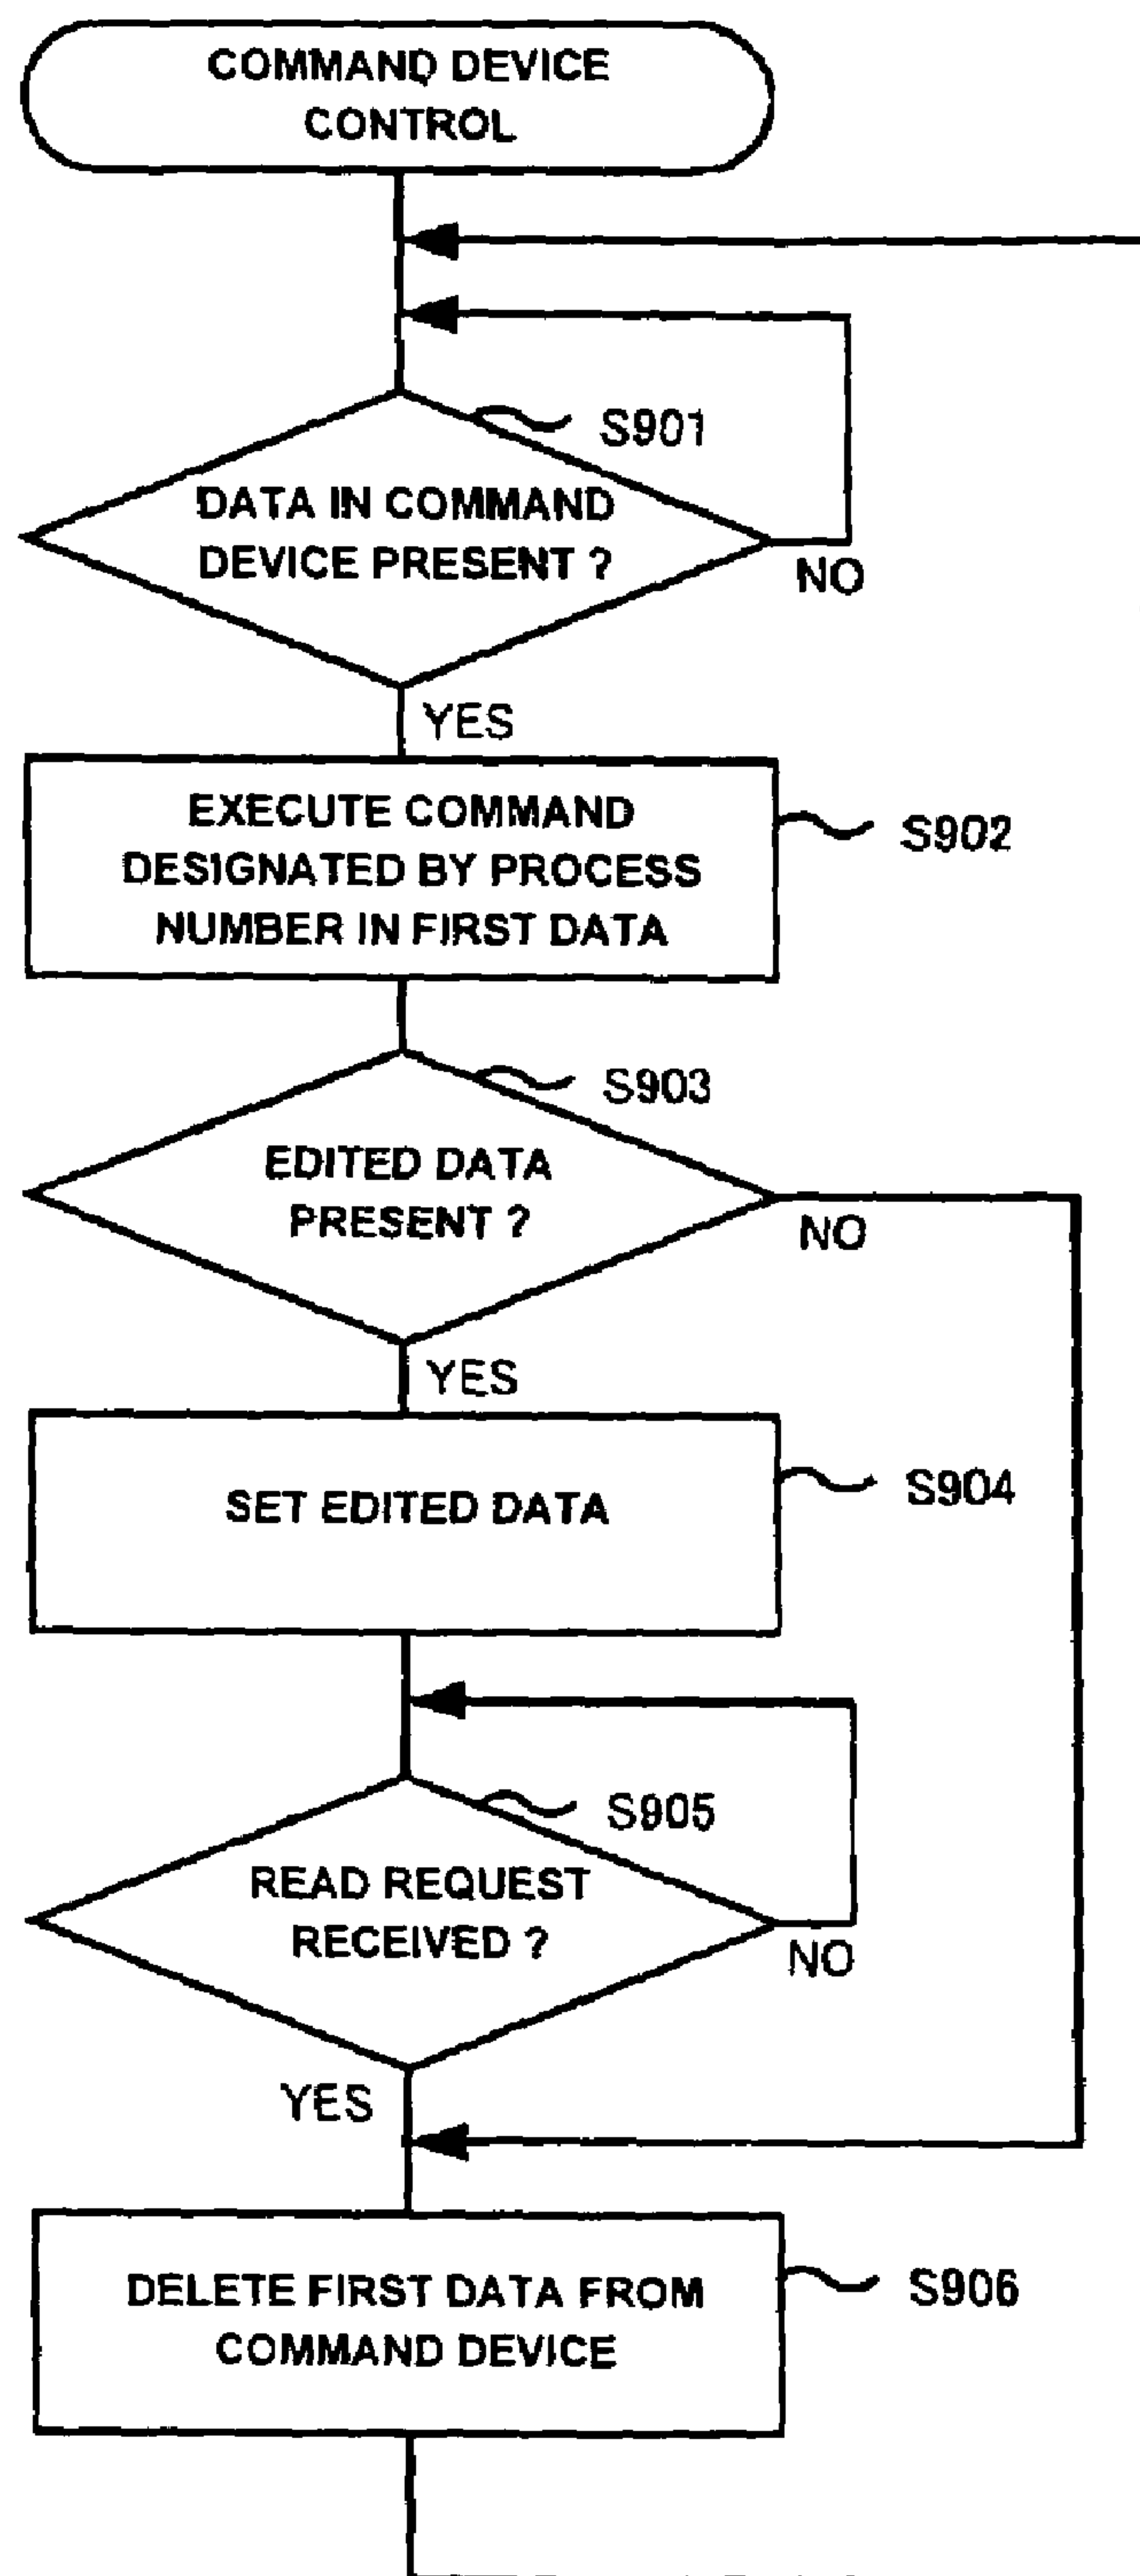 COMMAND DEVICE
CONTROL
S901
DATA IN COMMAND
DEVICE PRESENT ?
NO
YES
EXECUTE COMMAND
DESIGNATED BY PROCESS
NUMBER IN FIRST DATA
S902
S903
EDITED DATA
PRESENT ?
NO
YES
SET EDITED DATA
S904
S905
READ REQUEST
RECEIVED ?
NO
YES
DELETE FIRST DATA FROM
COMMAND DEVICE
S906